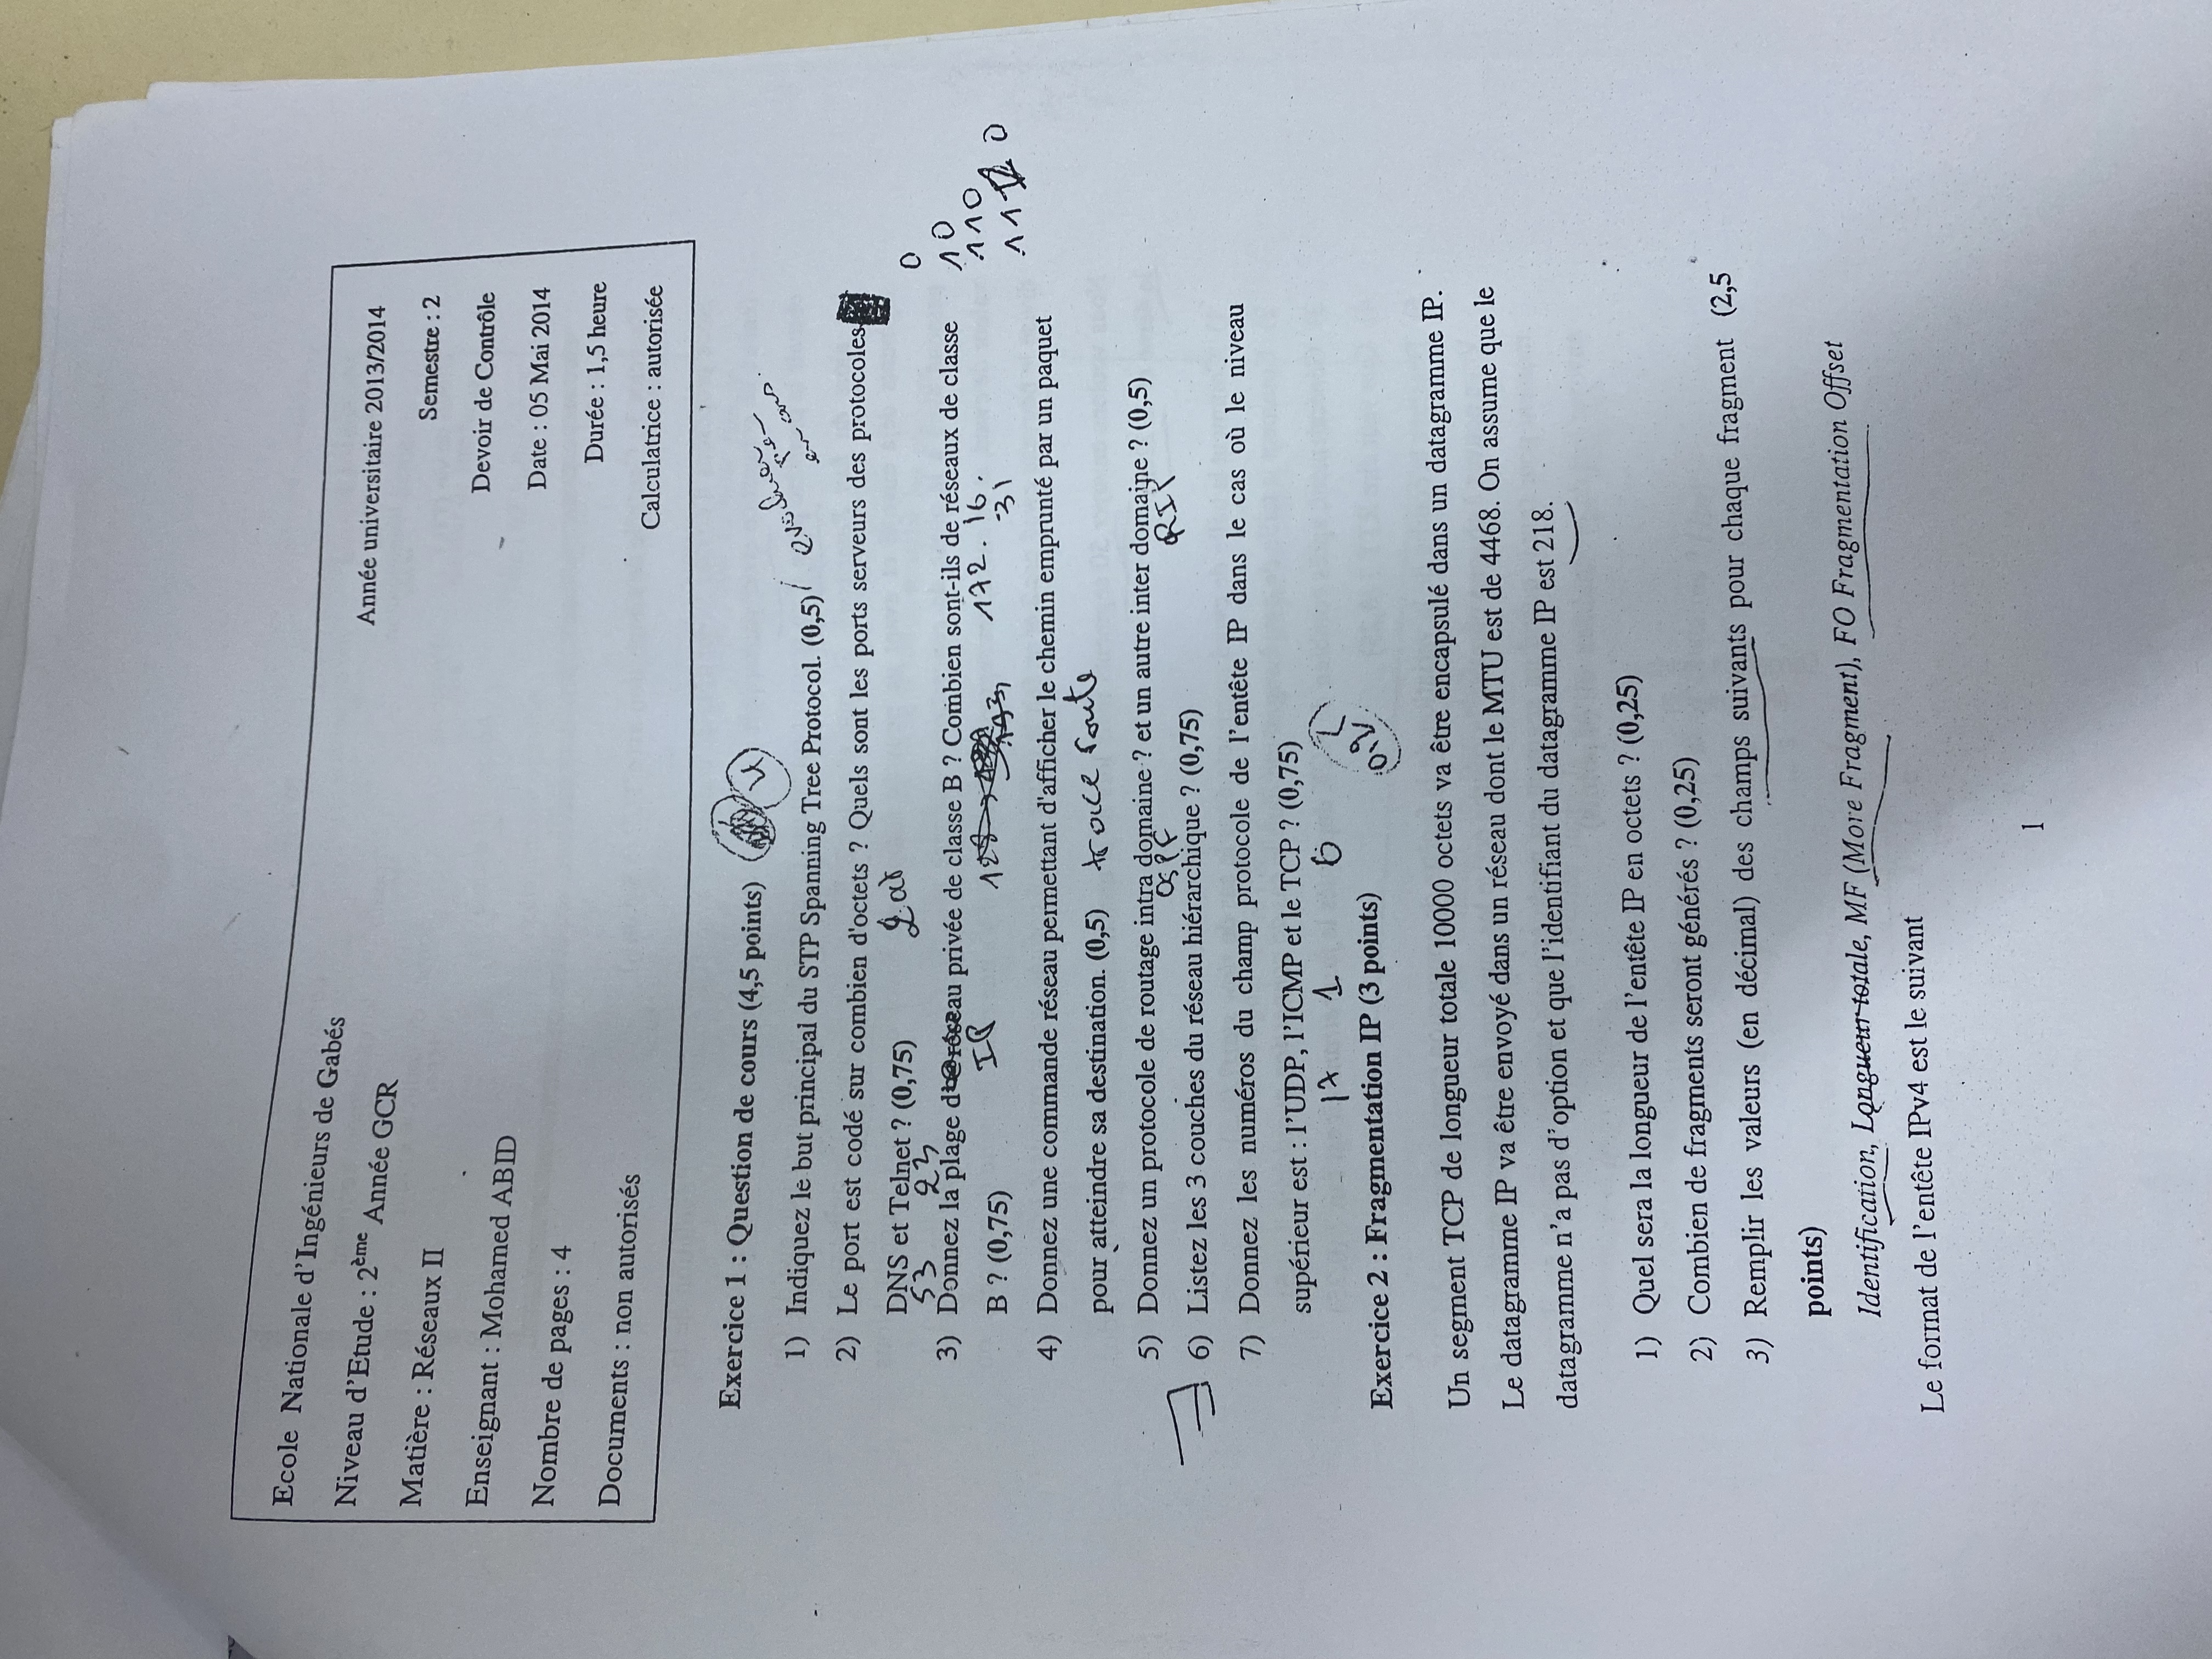 Ecole Nationale d'Ingénieurs de Gabés
Niveau d'Etude : 2ème Année GCR
Matière : Réseaux II
Enseignant : Mohamed ABID
Nombre de pages : 4
Documents : non autorisés
Année universitaire 2013/2014
Semestre : 2
Devoir de Contrôle
Date : 05 Mai 2014
Durée : 1,5 heure
Calculatrice : autorisée
Exercice 1 : Question de cours (4,5 points) 4
1) Indiquez le but principal du STP Spanning Tree Protocol. (0,5)
2) Le port est codé sur combien d'octets ? Quels sont les ports serveurs des protocoles
DNS et Telnet ? (0,75)
53 23
0
10
110
3) Donnez la plage réseau privée de classe B ? Combien sont-ils de réseaux de classe
IP 172. 16.
31
B ? (0,75)
4) Donnez une commande réseau permettant d'afficher le chemin emprunté par un paquet
pour atteindre sa destination. (0,5) trace route
5) Donnez un protocole de routage intra domaine ? et un autre inter domaine ? (0,5)
OSPF RIP
6) Listez les 3 couches du réseau hiérarchique ? (0,75)
7) Donnez les numéros du champ protocole de l'entête IP dans le cas où le niveau
supérieur est : l'UDP, l'ICMP et le TCP ? (0,75)
17 1 6
Exercice 2 : Fragmentation IP (3 points)
Un segment TCP de longueur totale 10000 octets va être encapsulé dans un datagramme IP.
Le datagramme IP va être envoyé dans un réseau dont le MTU est de 4468. On assume que le
datagramme n'a pas d'option et que l'identifiant du datagramme IP est 218.
1) Quel sera la longueur de l'entête IP en octets ? (0,25)
2) Combien de fragments seront générés ? (0,25)
3) Remplir les valeurs (en décimal) des champs suivants pour chaque fragment (2,5
points)
Identification, Longueur totale, MF (More Fragment), FO Fragmentation Offset
Le format de l'entête IPv4 est le suivant
1